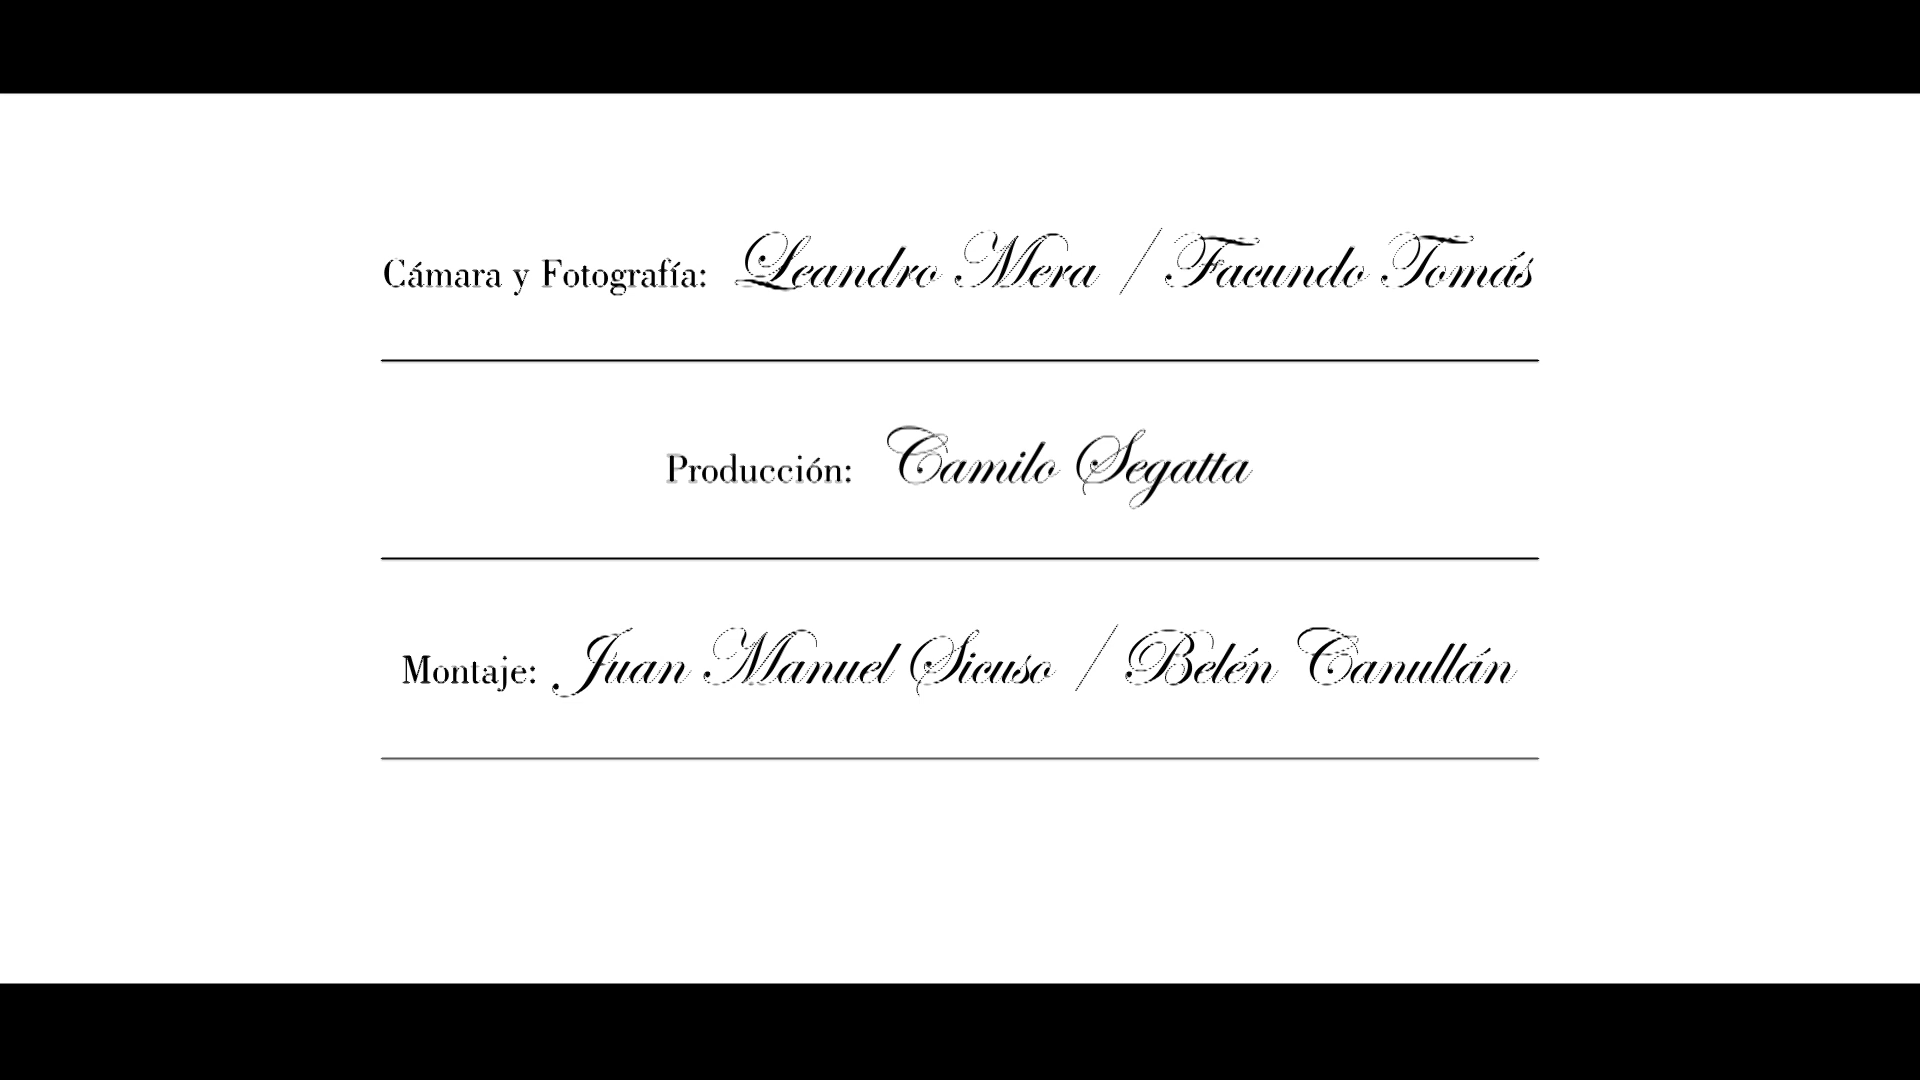 Cámara y Fotografía: Leandro Mera / Facundo Tomás
Producción: Camilo Segatta
Montaje: Juan Manuel Sicuso / Belén Canullán